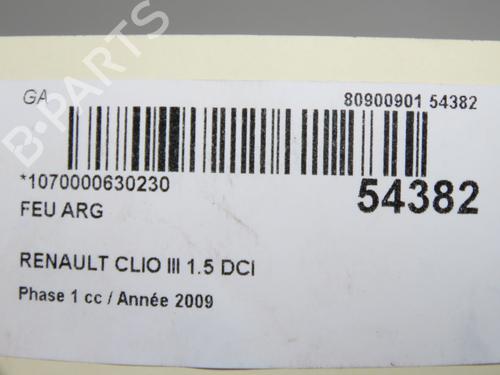 B-PARTS
GA
80900901 54382
*1070000630230
54382
FEU ARG
RENAULT CLIO III 1.5 DCI
Phase 1 cc / Année 2009